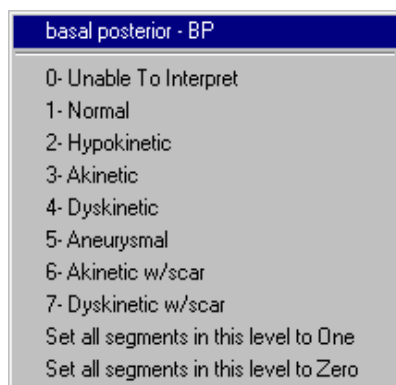 basal posterior - BP
0- Unable To Interpret
1- Normal
2- Hypokinetic
3- Akinetic
4- Dyskinetic
5- Aneurysmal
6- Akinetic w/scar
7- Dyskinetic w/scar
Set all segments in this level to One
Set all segments in this level to Zero